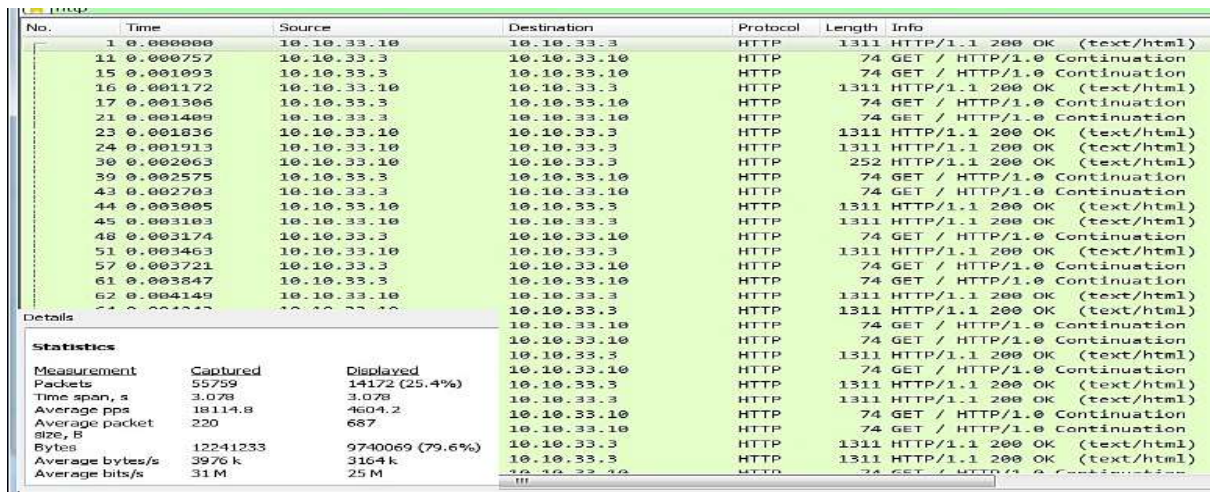 http
No. Time Source Destination Protocol Length Info
1 0.000000 10.10.33.10 10.10.33.3 HTTP 1311 HTTP/1.1 200 OK (text/html)
11 0.000757 10.10.33.3 10.10.33.10 HTTP 74 GET / HTTP/1.0 Continuation
15 0.001093 10.10.33.3 10.10.33.10 HTTP 74 GET / HTTP/1.0 Continuation
16 0.001172 10.10.33.10 10.10.33.3 HTTP 1311 HTTP/1.1 200 OK (text/html)
17 0.001306 10.10.33.3 10.10.33.10 HTTP 74 GET / HTTP/1.0 Continuation
21 0.001409 10.10.33.3 10.10.33.10 HTTP 74 GET / HTTP/1.0 Continuation
23 0.001836 10.10.33.10 10.10.33.3 HTTP 1311 HTTP/1.1 200 OK (text/html)
24 0.001913 10.10.33.10 10.10.33.3 HTTP 1311 HTTP/1.1 200 OK (text/html)
30 0.002063 10.10.33.10 10.10.33.3 HTTP 252 HTTP/1.1 200 OK (text/html)
39 0.002575 10.10.33.3 10.10.33.10 HTTP 74 GET / HTTP/1.0 Continuation
43 0.002703 10.10.33.3 10.10.33.10 HTTP 74 GET / HTTP/1.0 Continuation
44 0.003005 10.10.33.10 10.10.33.3 HTTP 1311 HTTP/1.1 200 OK (text/html)
45 0.003103 10.10.33.10 10.10.33.3 HTTP 1311 HTTP/1.1 200 OK (text/html)
48 0.003174 10.10.33.3 10.10.33.10 HTTP 74 GET / HTTP/1.0 Continuation
51 0.003463 10.10.33.10 10.10.33.3 HTTP 1311 HTTP/1.1 200 OK (text/html)
57 0.003721 10.10.33.3 10.10.33.10 HTTP 74 GET / HTTP/1.0 Continuation
61 0.003847 10.10.33.3 10.10.33.10 HTTP 74 GET / HTTP/1.0 Continuation
62 0.004149 10.10.33.10 10.10.33.3 HTTP 1311 HTTP/1.1 200 OK (text/html)
10.10.33.3 HTTP 1311 HTTP/1.1 200 OK (text/html)
10.10.33.10 HTTP 74 GET / HTTP/1.0 Continuation
10.10.33.10 HTTP 74 GET / HTTP/1.0 Continuation
10.10.33.3 HTTP 1311 HTTP/1.1 200 OK (text/html)
10.10.33.10 HTTP 74 GET / HTTP/1.0 Continuation
10.10.33.3 HTTP 1311 HTTP/1.1 200 OK (text/html)
10.10.33.3 HTTP 1311 HTTP/1.1 200 OK (text/html)
10.10.33.10 HTTP 74 GET / HTTP/1.0 Continuation
10.10.33.10 HTTP 74 GET / HTTP/1.0 Continuation
10.10.33.3 HTTP 1311 HTTP/1.1 200 OK (text/html)
10.10.33.3 HTTP 1311 HTTP/1.1 200 OK (text/html)
10.10.33.10 HTTP 74 GET / HTTP/1.0 Continuation
Details
Statistics
Measurement Captured Displayed
Packets 55759 14172 (25.4%)
Time span, s 3.078 3.078
Average pps 18114.8 4604.2
Average packet size, B 220 687
Bytes 12241233 9740069 (79.6%)
Average bytes/s 3976 k 3164 k
Average bits/s 31 M 25 M